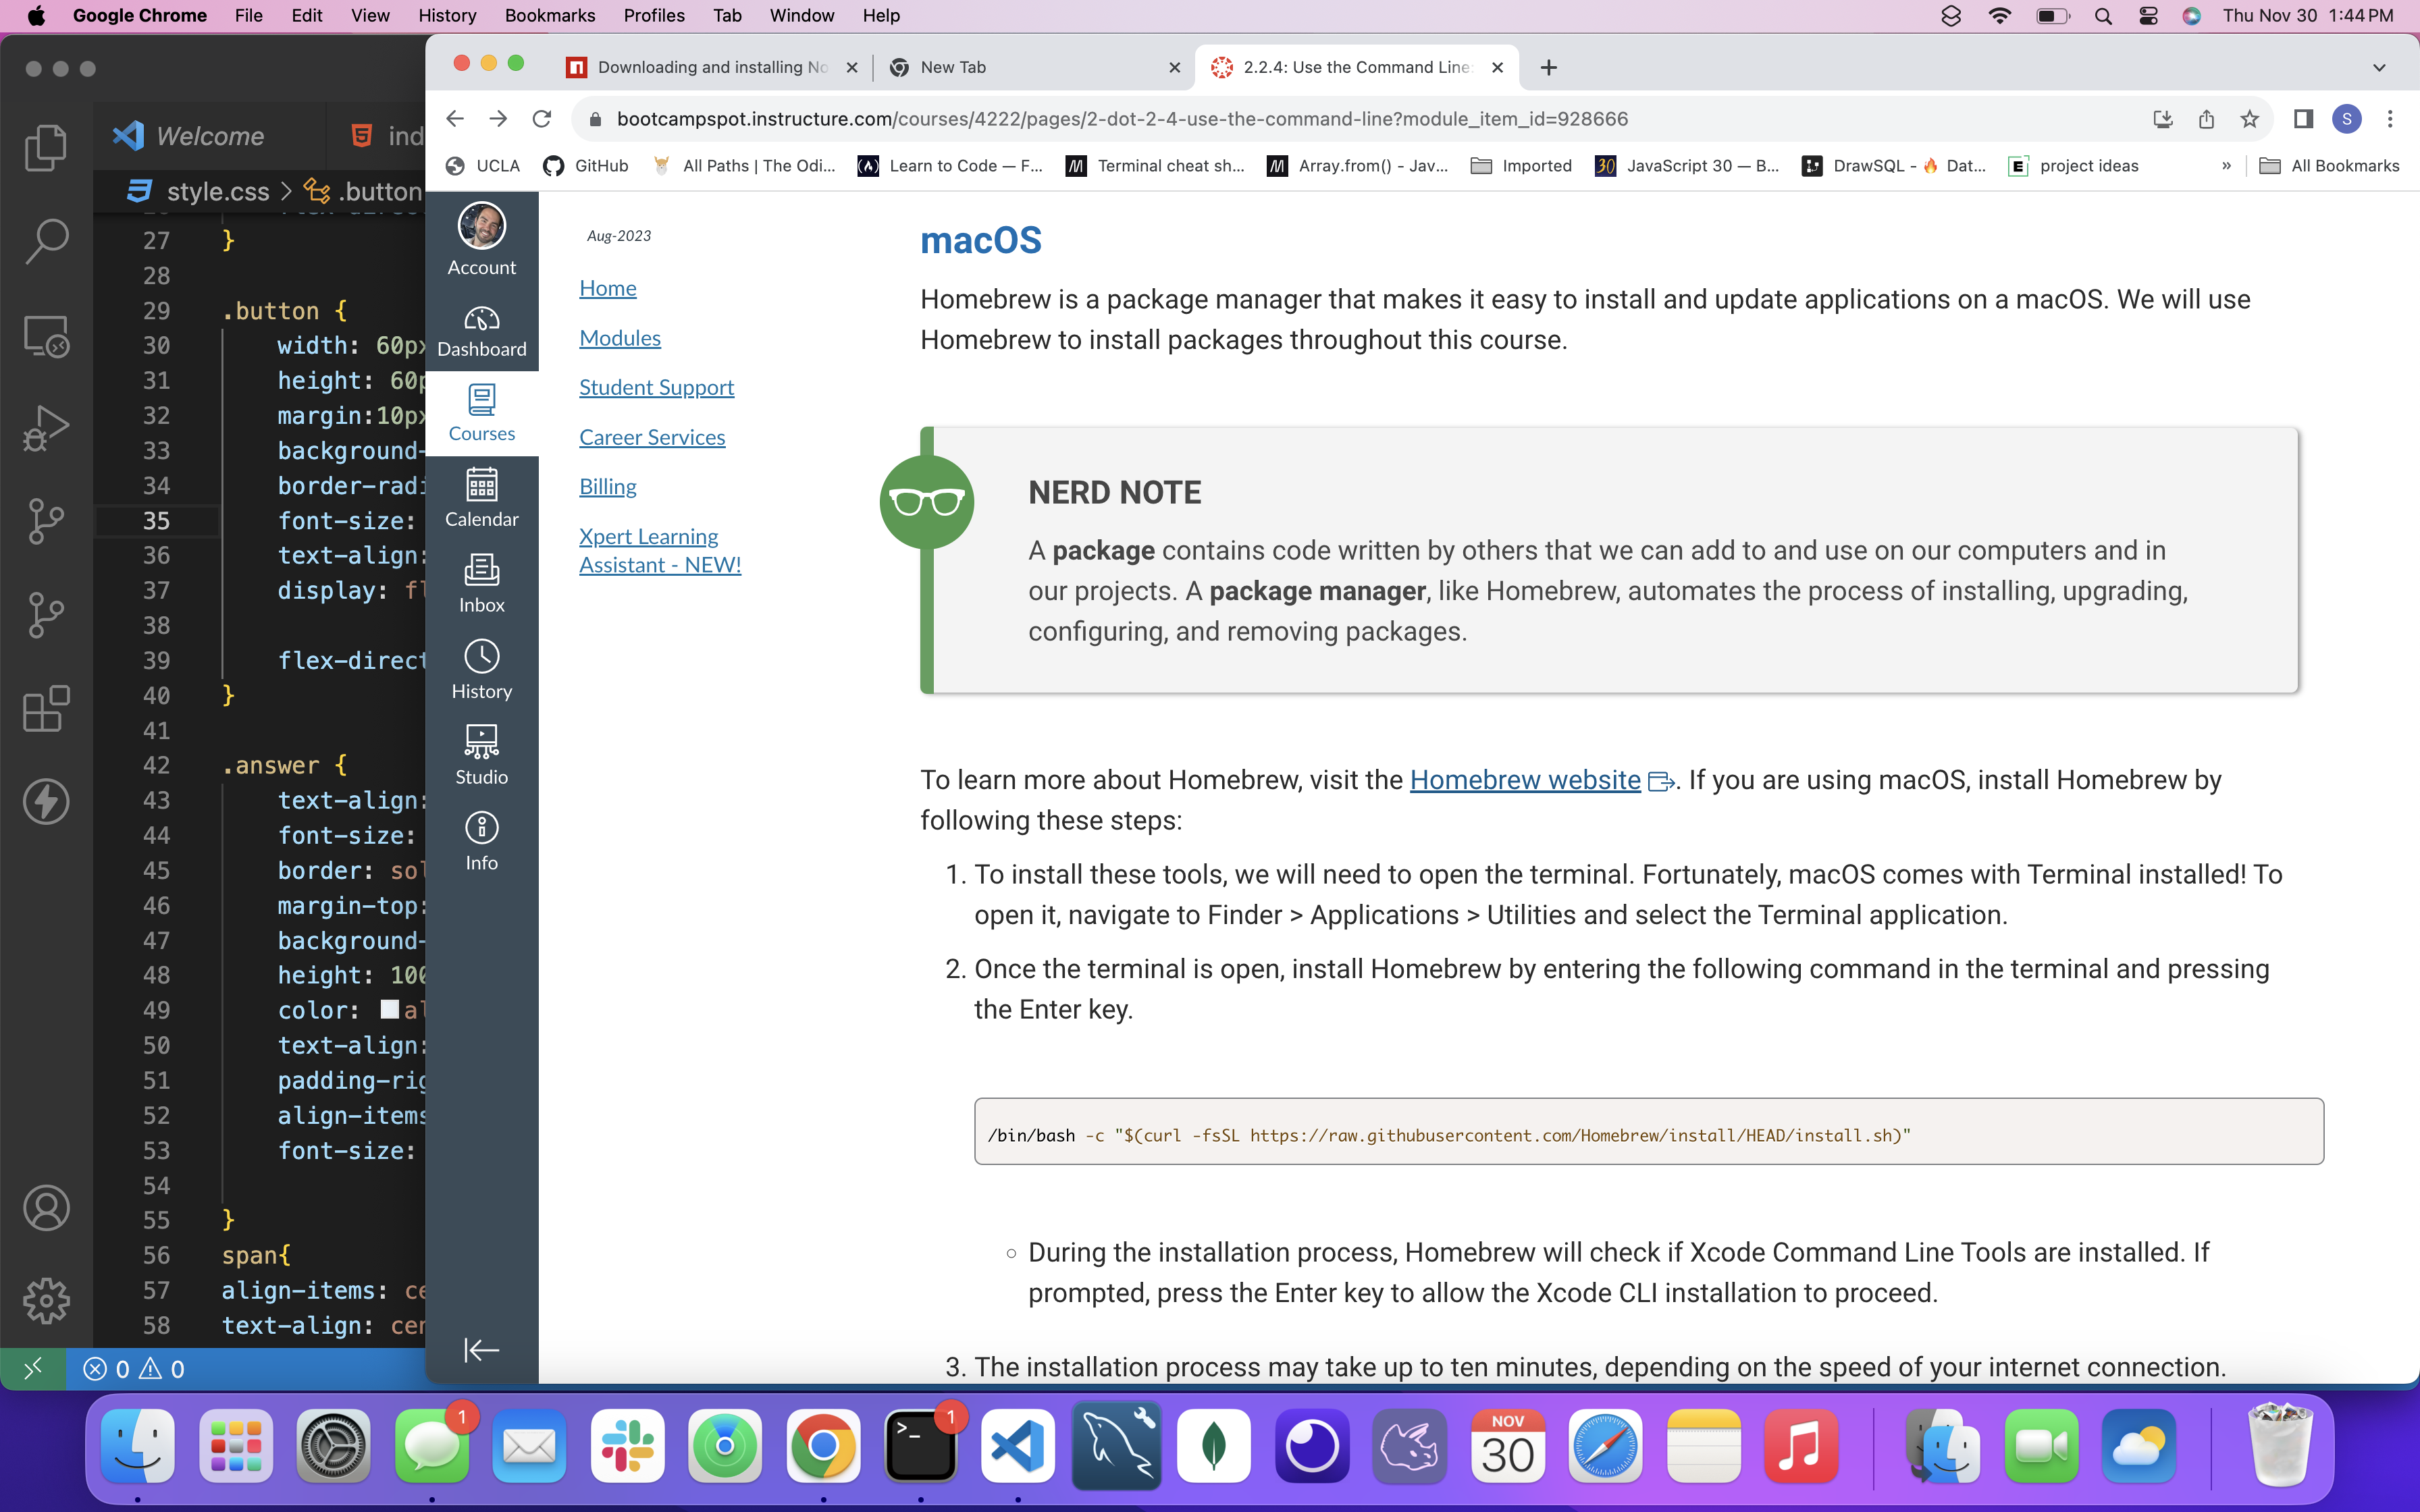 Google Chrome File Edit View History Bookmarks Profiles Tab Window Help Thu Nov 30 1:44 PM
Downloading and installing No
New Tab
2.2.4: Use the Command Line:
bootcampspot.instructure.com/courses/4222/pages/2-dot-2-4-use-the-command-line?module_item_id=928666
UCLA GitHub All Paths | The Odi... Learn to Code — F... Terminal cheat sh... Array.from() - Jav... Imported JavaScript 30 — B... DrawSQL - 🔥 Dat... project ideas » All Bookmarks
Welcome
ind
style.css > .button
27 }
28
29 .button {
30 width: 60px
31 height: 60p
32 margin:10px
33 background-
34 border-radi
35 font-size:
36 text-align:
37 display: fl
38
39 flex-direct
40 }
41
42 .answer {
43 text-align:
44 font-size:
45 border: sol
46 margin-top:
47 background-
48 height: 100
49 color: al
50 text-align:
51 padding-rig
52 align-items
53 font-size:
54
55 }
56 span{
57 align-items: ce
58 text-align: cen
0 0
Account
Dashboard
Courses
Calendar
Inbox
History
Studio
Info
Aug-2023
Home
Modules
Student Support
Career Services
Billing
Xpert Learning
Assistant - NEW!
macOS
Homebrew is a package manager that makes it easy to install and update applications on a macOS. We will use
Homebrew to install packages throughout this course.
NERD NOTE
A package contains code written by others that we can add to and use on our computers and in
our projects. A package manager, like Homebrew, automates the process of installing, upgrading,
configuring, and removing packages.
To learn more about Homebrew, visit the Homebrew website. If you are using macOS, install Homebrew by
following these steps:
1. To install these tools, we will need to open the terminal. Fortunately, macOS comes with Terminal installed! To
open it, navigate to Finder > Applications > Utilities and select the Terminal application.
2. Once the terminal is open, install Homebrew by entering the following command in the terminal and pressing
the Enter key.
/bin/bash -c "$(curl -fsSL https://raw.githubusercontent.com/Homebrew/install/HEAD/install.sh)"
During the installation process, Homebrew will check if Xcode Command Line Tools are installed. If
prompted, press the Enter key to allow the Xcode CLI installation to proceed.
3. The installation process may take up to ten minutes, depending on the speed of your internet connection.
1
1
NOV
30